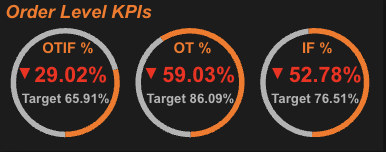 Order Level KPIs
OTIF %
▼ 29.02%
Target 65.91%
OT %
▼ 59.03%
Target 86.09%
IF %
▼ 52.78%
Target 76.51%